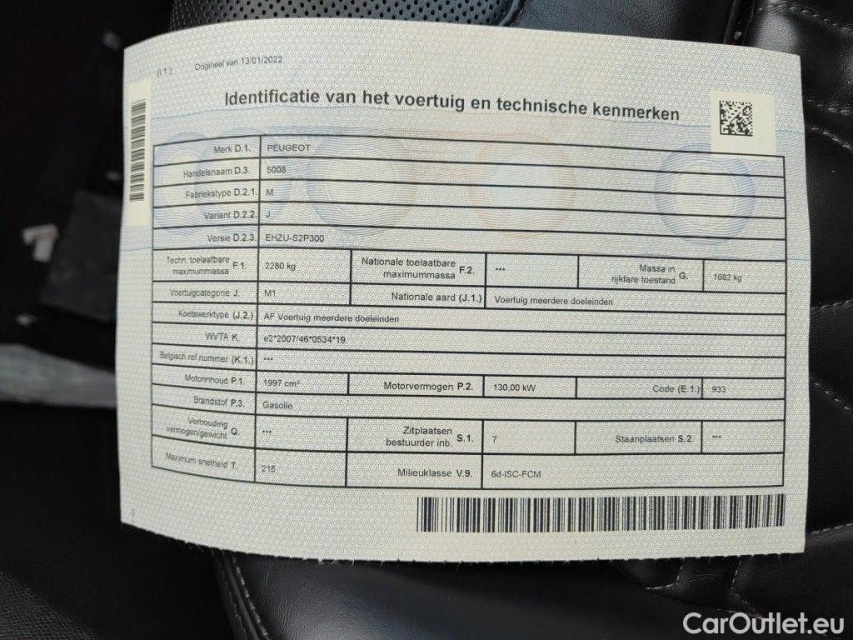 (I.1.) Origineel van 13/01/2022
Identificatie van het voertuig en technische kenmerken
Merk D.1. PEUGEOT
Handelsnaam D.3. 5008
Fabriekstype D.2.1. M
Variant D.2.2. J
Versie D.2.3. EHZU-S2P300
Techn. toelaatbare maximummassa F.1. 2280 kg Nationale toelaatbare maximummassa F.2. *** Massa in rijklare toestand G. 1682 kg
Voertuigcategorie J. M1 Nationale aard (J.1.) Voertuig meerdere doeleinden
Koetswerktype (J.2.) AF Voertuig meerdere doeleinden
WVTA K. e2*2007/46*0534*19
Belgisch ref.nummer (K.1.) ***
Motorinhoud P.1. 1997 cm³ Motorvermogen P.2. 130,00 kW Code (E.1.) 933
Brandstof P.3. Gasolie
Verhouding vermogen/gewicht Q. *** Zitplaatsen bestuurder inb. S.1. 7 Staanplaatsen S.2. ***
Maximum snelheid T. 215 Milieuklasse V.9. 6d-ISC-FCM
CarOutlet.eu